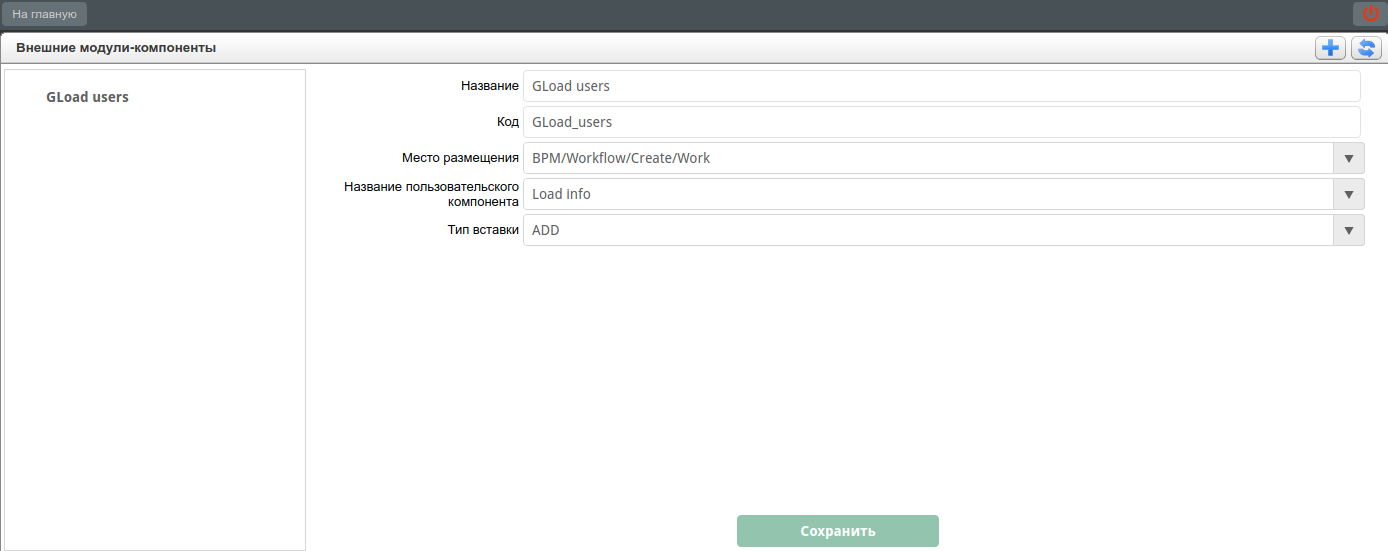 На главную
Внешние модули-компоненты
GLoad users
Название GLoad users
Код GLoad_users
Место размещения BPM/Workflow/Create/Work
Название пользовательского
компонента Load info
Тип вставки ADD
Сохранить